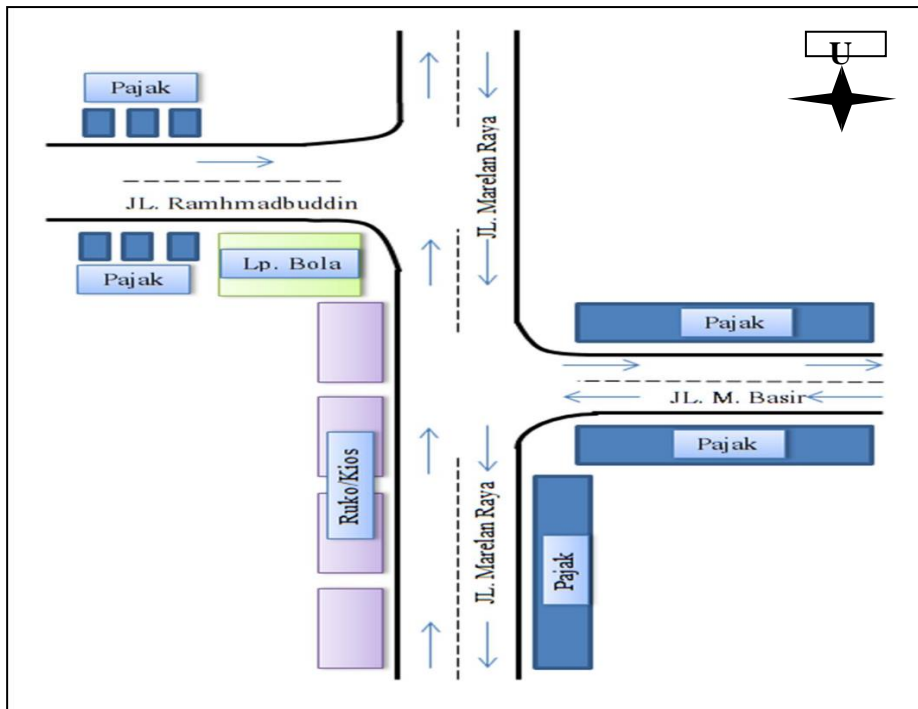 U
Pajak
JL. Marelan Raya
JL. Ramhmadbuddin
Lp. Bola
Pajak
Pajak
JL. M. Basir
Pajak
Ruko/Kios
JL. Marelan Raya
Pajak